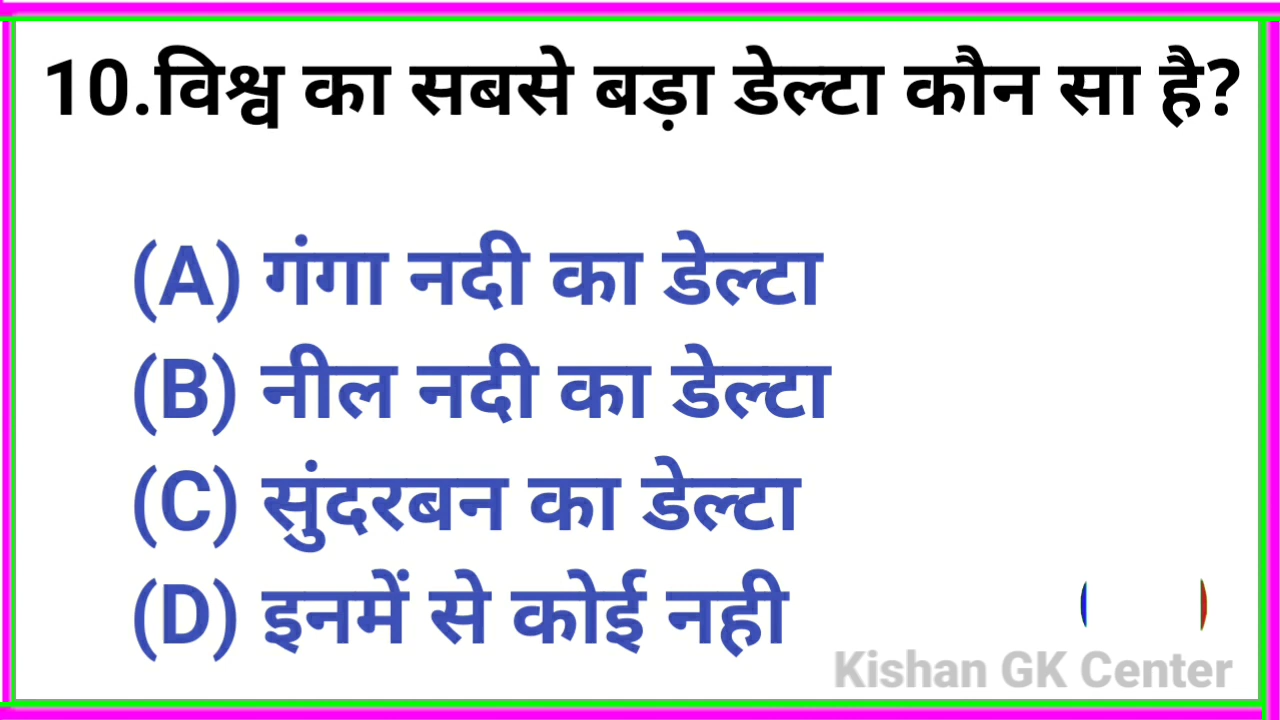 10.विश्व का सबसे बड़ा डेल्टा कौन सा है?
(A) गंगा नदी का डेल्टा
(B) नील नदी का डेल्टा
(C) सुंदरबन का डेल्टा
(D) इनमें से कोई नही
Kishan GK Center